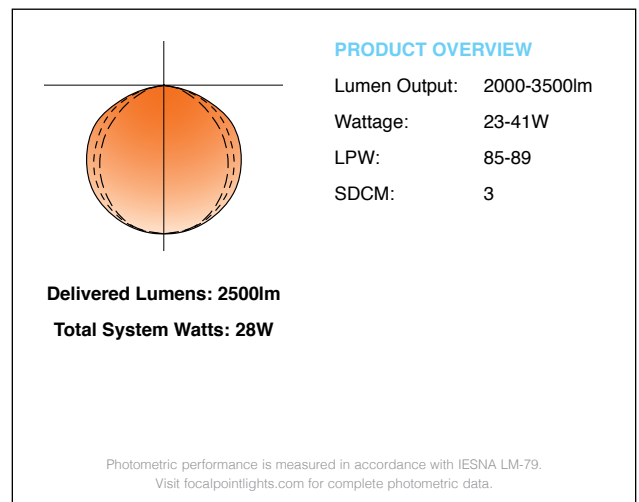 PRODUCT OVERVIEW
Lumen Output: 2000-3500lm
Wattage: 23-41W
LPW: 85-89
SDCM: 3
Delivered Lumens: 2500lm
Total System Watts: 28W
Photometric performance is measured in accordance with IESNA LM-79.
Visit focalpointlights.com for complete photometric data.